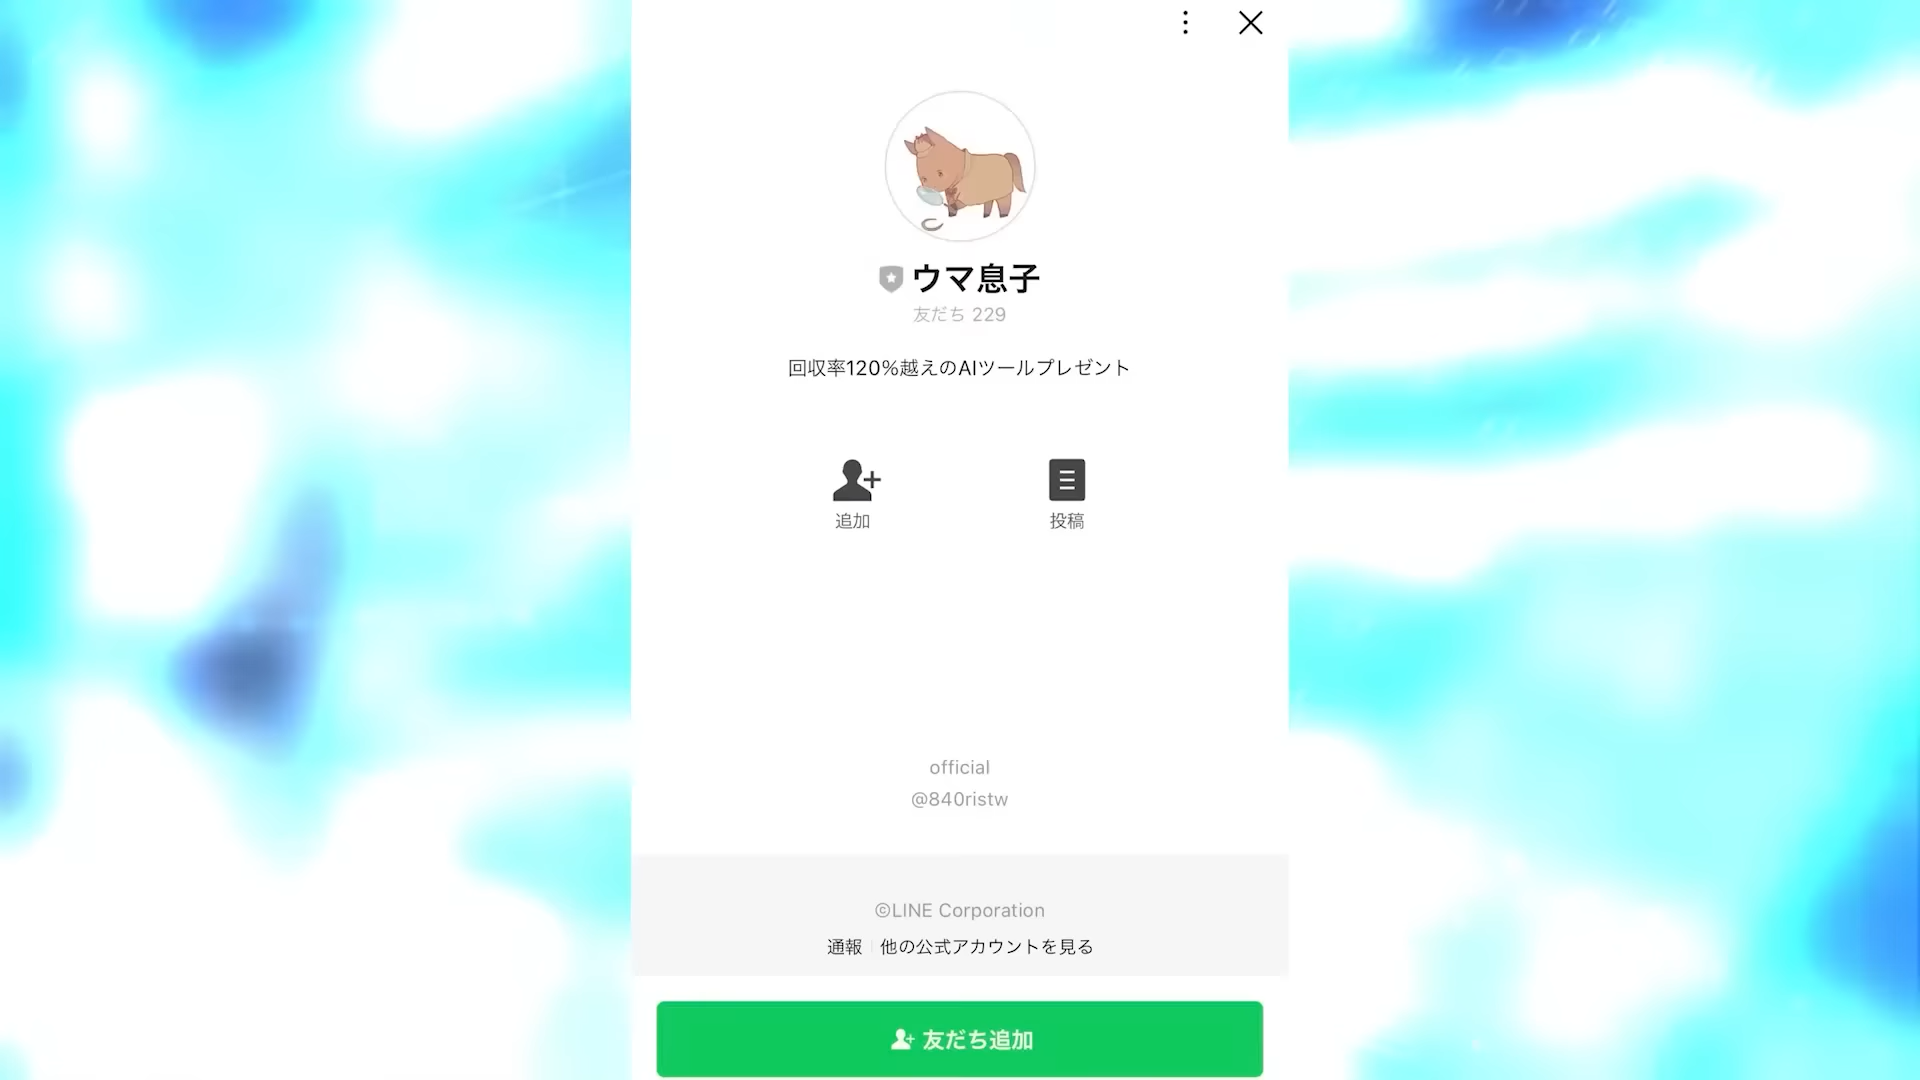 ウマ息子
友だち 229
回収率120%越えのAIツールプレゼント
追加
投稿
official
@840ristw
©LINE Corporation
通報 他の公式アカウントを見る
友だち追加